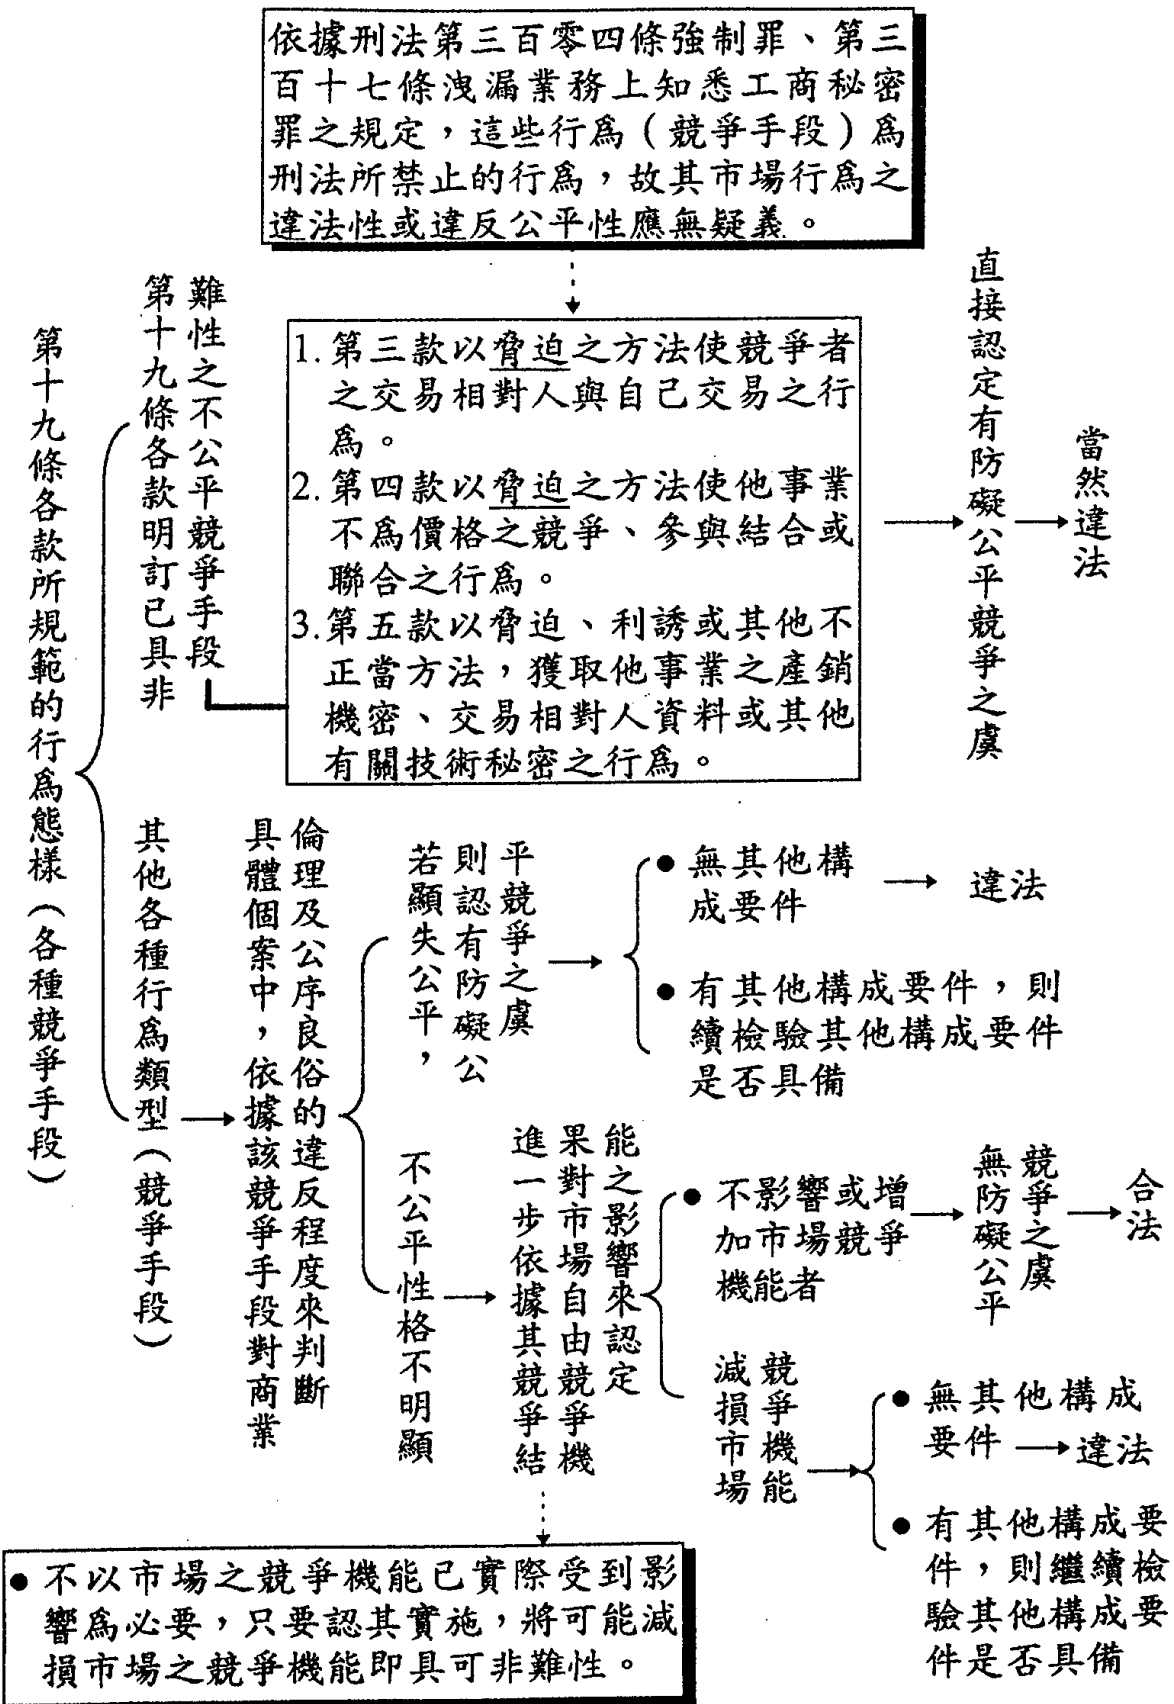 依據刑法第三百零四條強制罪、第三
百十七條洩漏業務上知悉工商秘密
罪之規定，這些行為（競爭手段）為
刑法所禁止的行為，故其市場行為之
違法性或違反公平性應無疑義。
第十九條各款所規範的行為態樣（各種競爭手段）
第十九條各款明訂已具非
難性之不公平競爭手段
1. 第三款以脅迫之方法使競爭者
之交易相對人與自己交易之行
為。
2. 第四款以脅迫之方法使他事業
不為價格之競爭、參與結合或
聯合之行為。
3. 第五款以脅迫、利誘或其他不
正當方法，獲取他事業之產銷
機密、交易相對人資料或其他
有關技術秘密之行為。
直接認定有防礙公平競爭之虞
當然違法
其他各種行為類型（競爭手段）
具體個案中，依據該競爭手段對商業
倫理及公序良俗的違反程度來判斷
若顯失公平，
則認有防礙公
平競爭之虞
● 無其他構
成要件
違法
● 有其他構成要件，則
續檢驗其他構成要件
是否具備
不公平性格不明顯
進一步依據其競爭結
果對市場自由競爭機
能之影響來認定
● 不影響或增
加市場競爭
機能者
無防礙公平
競爭之虞
合法
減損市場
競爭機能
● 無其他構成
要件 → 違法
● 有其他構成要
件，則繼續檢
驗其他構成要
件是否具備
● 不以市場之競爭機能已實際受到影
響為必要，只要認其實施，將可能減
損市場之競爭機能即具可非難性。